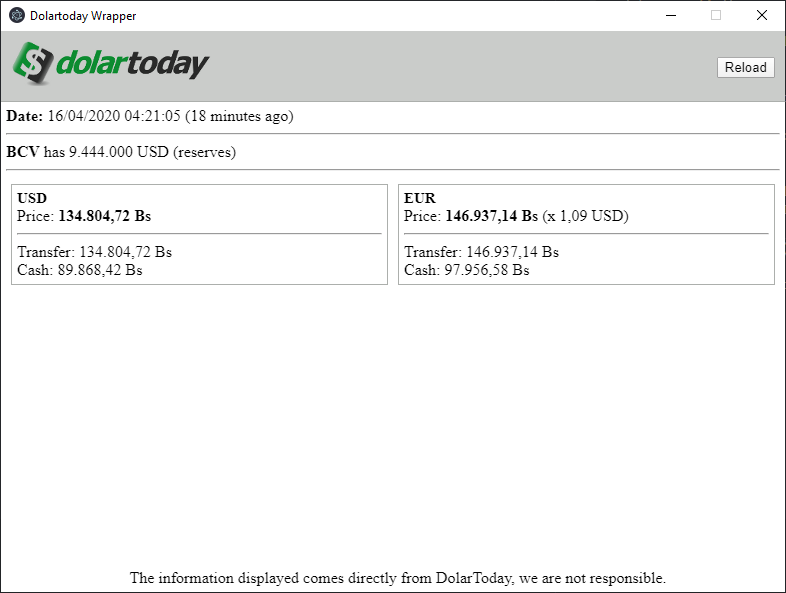 Dolartoday Wrapper
dolartoday
Reload
Date: 16/04/2020 04:21:05 (18 minutes ago)
BCV has 9.444.000 USD (reserves)
USD
Price: 134.804,72 Bs
Transfer: 134.804,72 Bs
Cash: 89.868,42 Bs
EUR
Price: 146.937,14 Bs (x 1,09 USD)
Transfer: 146.937,14 Bs
Cash: 97.956,58 Bs
The information displayed comes directly from DolarToday, we are not responsible.